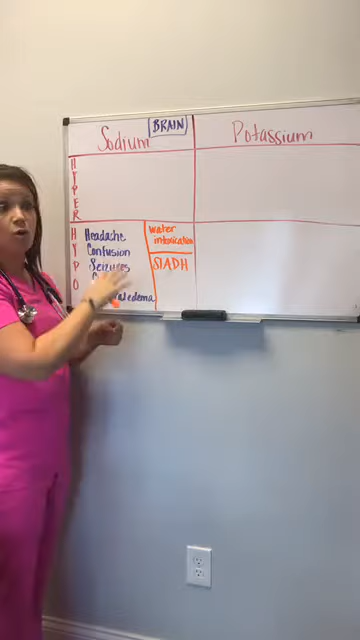 Sodium BRAIN Potassium
HYPER
HYPO
Headache
Confusion
Seizures
edema
water
intoxication
SIADH